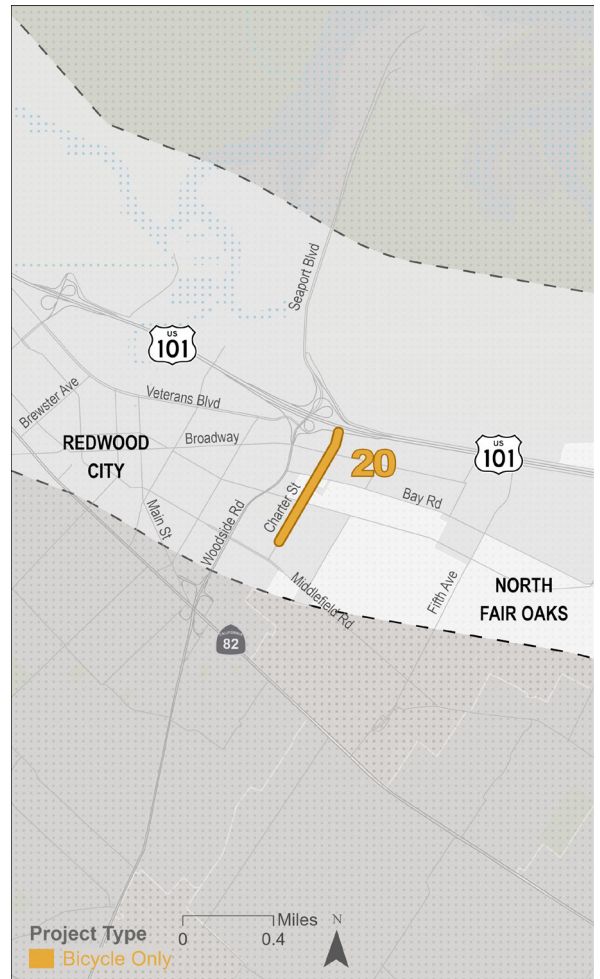 Seaport Blvd
US
101
Brewster Ave
Veterans Blvd
REDWOOD
CITY
Broadway
20
US
101
Charter St
Bay Rd
Main St
Woodside Rd
Middlefield Rd
Fifth Ave
NORTH
FAIR OAKS
CALIFORNIA
82
Miles
0
0.4
N
Project Type
Bicycle Only